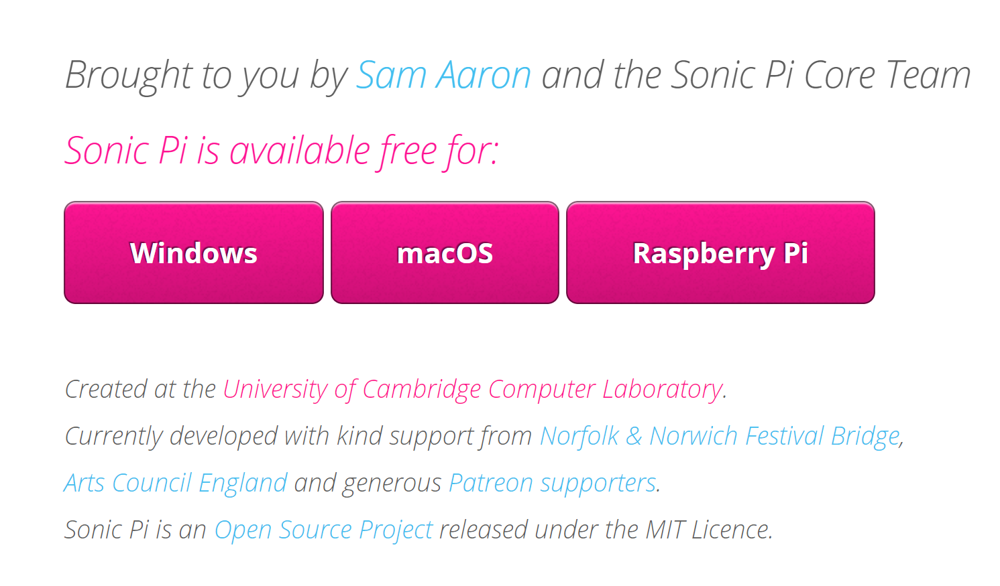 Brought to you by Sam Aaron and the Sonic Pi Core Team
Sonic Pi is available free for:
Windows macOS Raspberry Pi
Created at the University of Cambridge Computer Laboratory.
Currently developed with kind support from Norfolk & Norwich Festival Bridge,
Arts Council England and generous Patreon supporters.
Sonic Pi is an Open Source Project released under the MIT Licence.